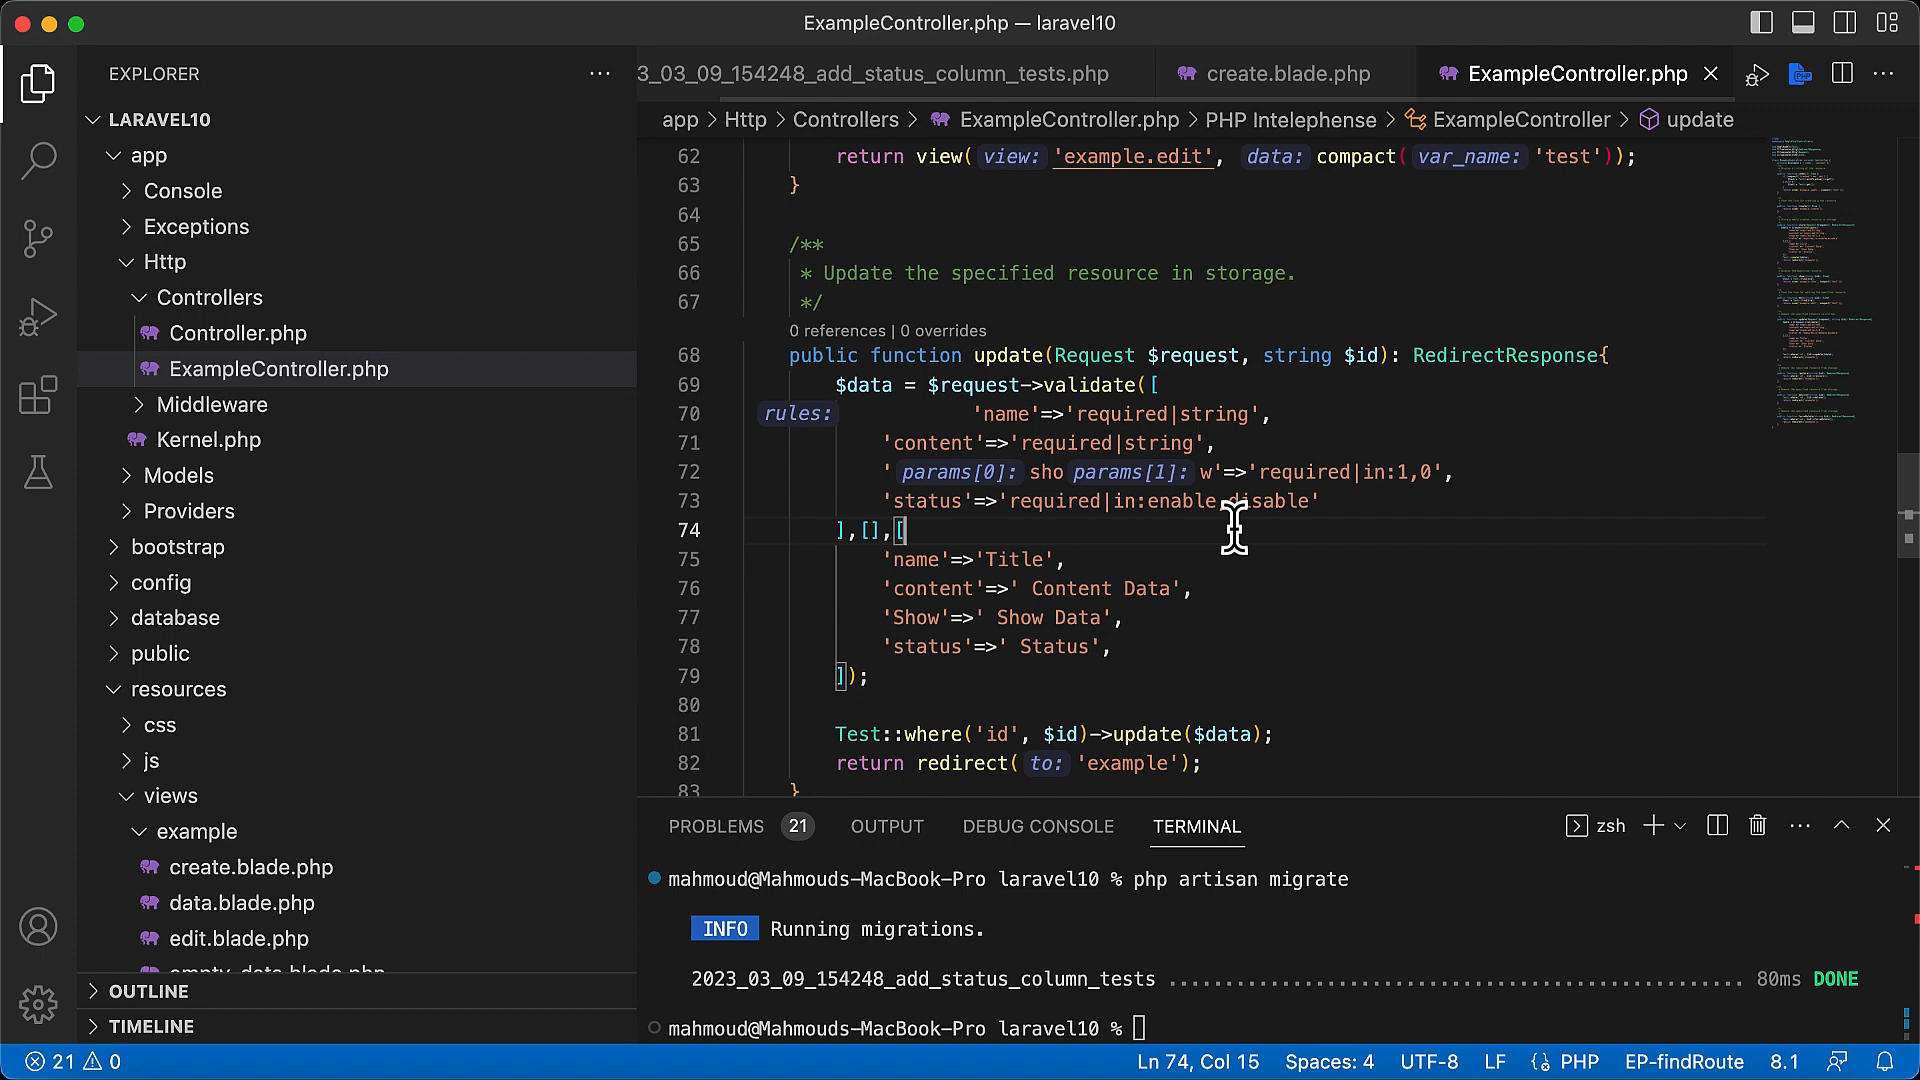 ExampleController.php — laravel10
EXPLORER
3_03_09_154248_add_status_column_tests.php
create.blade.php
ExampleController.php
LARAVEL10
app > Http > Controllers > ExampleController.php > PHP Intelephense > ExampleController > update
app
Console
Exceptions
Http
Controllers
Controller.php
ExampleController.php
Middleware
Kernel.php
Models
Providers
bootstrap
config
database
public
resources
css
js
views
example
create.blade.php
data.blade.php
edit.blade.php
empty_data.blade.php
OUTLINE
TIMELINE
62 return view( view: 'example.edit', data: compact( var_name: 'test'));
63 }
64
65 /**
66 * Update the specified resource in storage.
67 */
0 references | 0 overrides
68 public function update(Request $request, string $id): RedirectResponse{
69 $data = $request->validate([
70 rules: 'name'=>'required|string',
71 'content'=>'required|string',
72 ' params[0]: sho params[1]: w'=>'required|in:1,0',
73 'status'=>'required|in:enable,disable'
74 ],[],[
75 'name'=>'Title',
76 'content'=>' Content Data',
77 'Show'=>' Show Data',
78 'status'=>' Status',
79 ]);
80
81 Test::where('id', $id)->update($data);
82 return redirect( to: 'example');
83 }
PROBLEMS 21 OUTPUT DEBUG CONSOLE TERMINAL
zsh
mahmoud@Mahmouds-MacBook-Pro laravel10 % php artisan migrate
INFO Running migrations.
2023_03_09_154248_add_status_column_tests .................................................. 80ms DONE
mahmoud@Mahmouds-MacBook-Pro laravel10 %
21 0
Ln 74, Col 15 Spaces: 4 UTF-8 LF PHP EP-findRoute 8.1